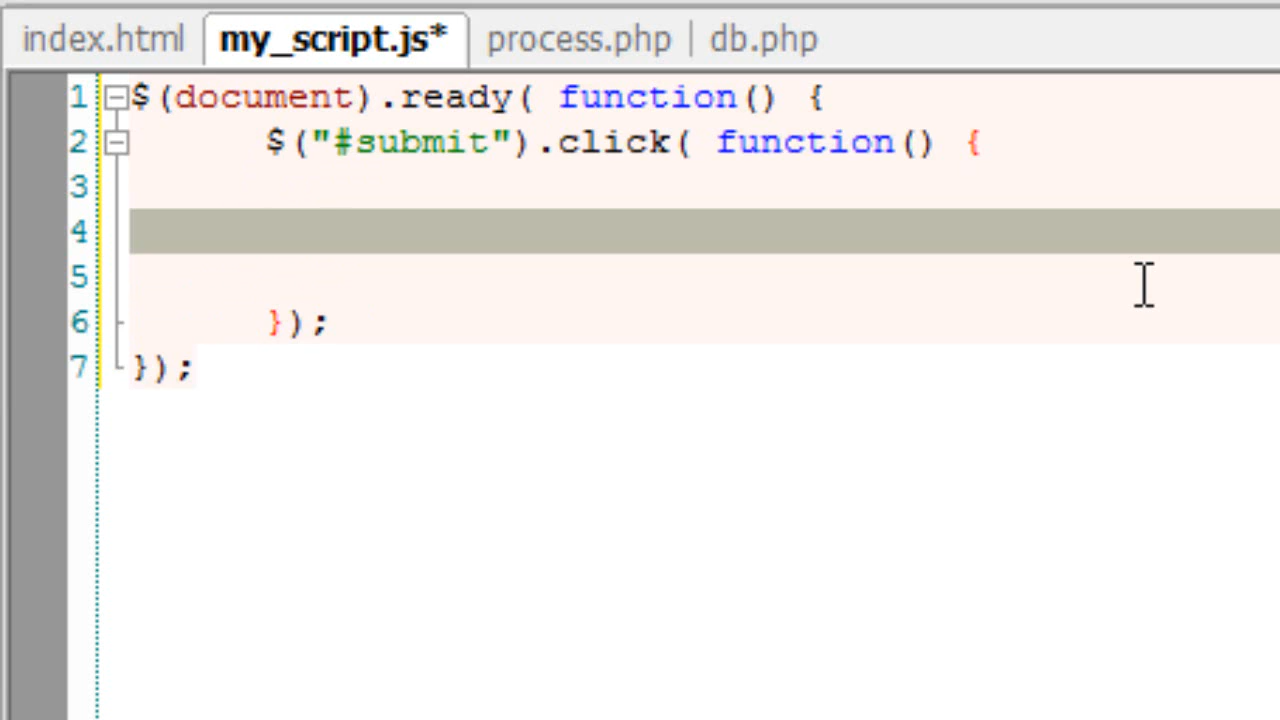 index.html my_script.js* process.php db.php
1 $(document).ready( function() {
2 $("#submit").click( function() {
3
4
5
6 });
7 });